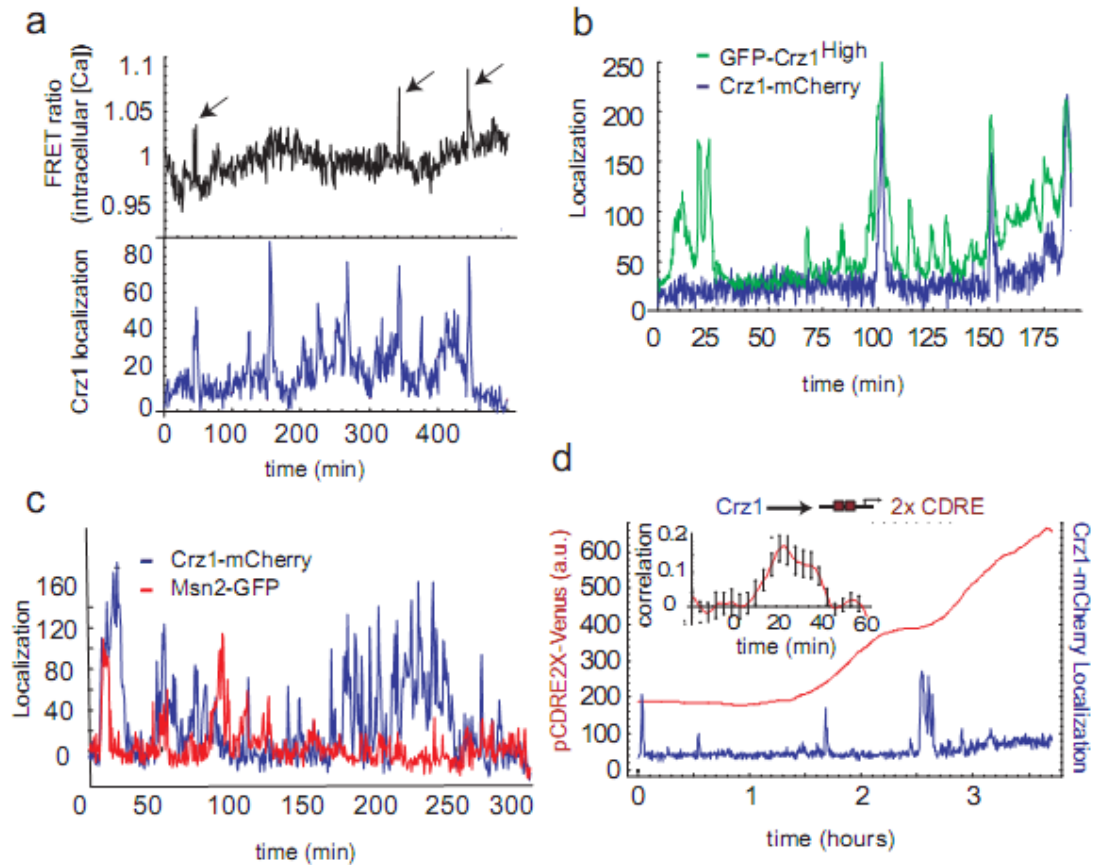 a
FRET ratio
(intracellular [Ca])
1.1
1.05
1
0.95
Crz1 localization
80
60
40
20
0
0 100 200 300 400
time (min)
b
GFP-Crz1High
Crz1-mCherry
Localization
250
200
150
100
50
0
0 25 50 75 100 125 150 175
time (min)
c
Crz1-mCherry
Msn2-GFP
Localization
160
120
80
40
0
0 50 100 150 200 250 300
time (min)
d
Crz1 2x CDRE
pCDRE2X-Venus (a.u.)
600
500
400
300
200
100
0
correlation
0.2
0.1
0
0 20 40 60
time (min)
Crz1-mCherry Localization
0 1 2 3
time (hours)